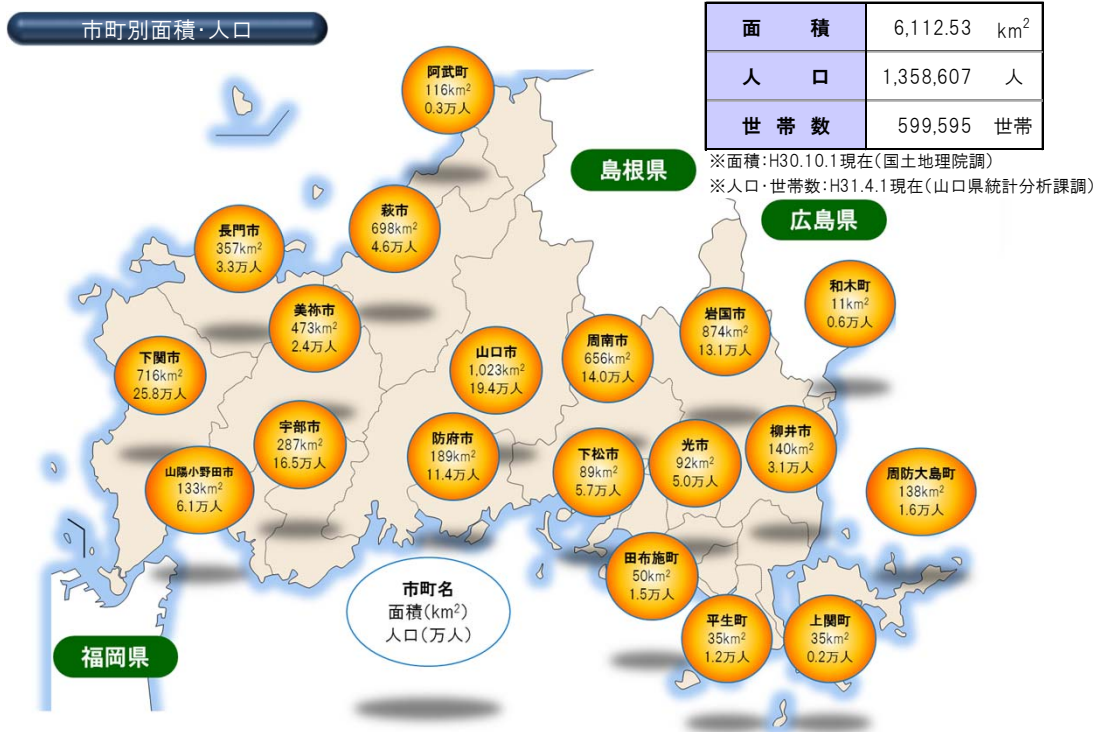 市町別面積・人口
面　積 6,112.53 km²
人　口 1,358,607 人
世 帯 数 599,595 世帯
※面積：H30.10.1現在（国土地理院調）
※人口・世帯数：H31.4.1現在（山口県統計分析課調）
阿武町
116km²
0.3万人
島根県
広島県
萩市
698km²
4.6万人
長門市
357km²
3.3万人
和木町
11km²
0.6万人
美祢市
473km²
2.4万人
岩国市
874km²
13.1万人
周南市
656km²
14.0万人
山口市
1,023km²
19.4万人
下関市
716km²
25.8万人
宇部市
287km²
16.5万人
防府市
189km²
11.4万人
下松市
89km²
5.7万人
光市
92km²
5.0万人
柳井市
140km²
3.1万人
山陽小野田市
133km²
6.1万人
周防大島町
138km²
1.6万人
田布施町
50km²
1.5万人
市町名
面積(km²)
人口(万人)
平生町
35km²
1.2万人
上関町
35km²
0.2万人
福岡県